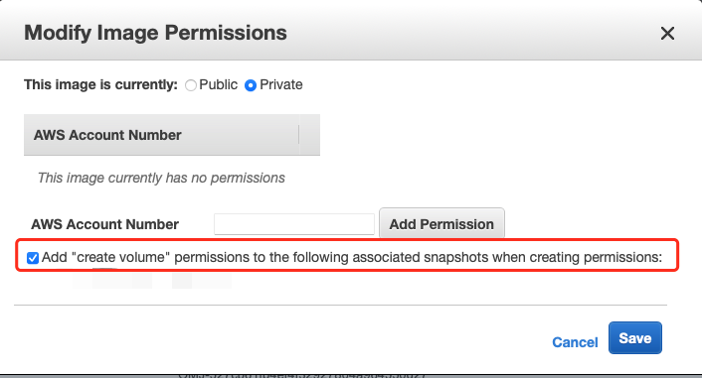 Modify Image Permissions
This image is currently: Public Private
AWS Account Number
This image currently has no permissions
AWS Account Number Add Permission
Add "create volume" permissions to the following associated snapshots when creating permissions:
Cancel Save